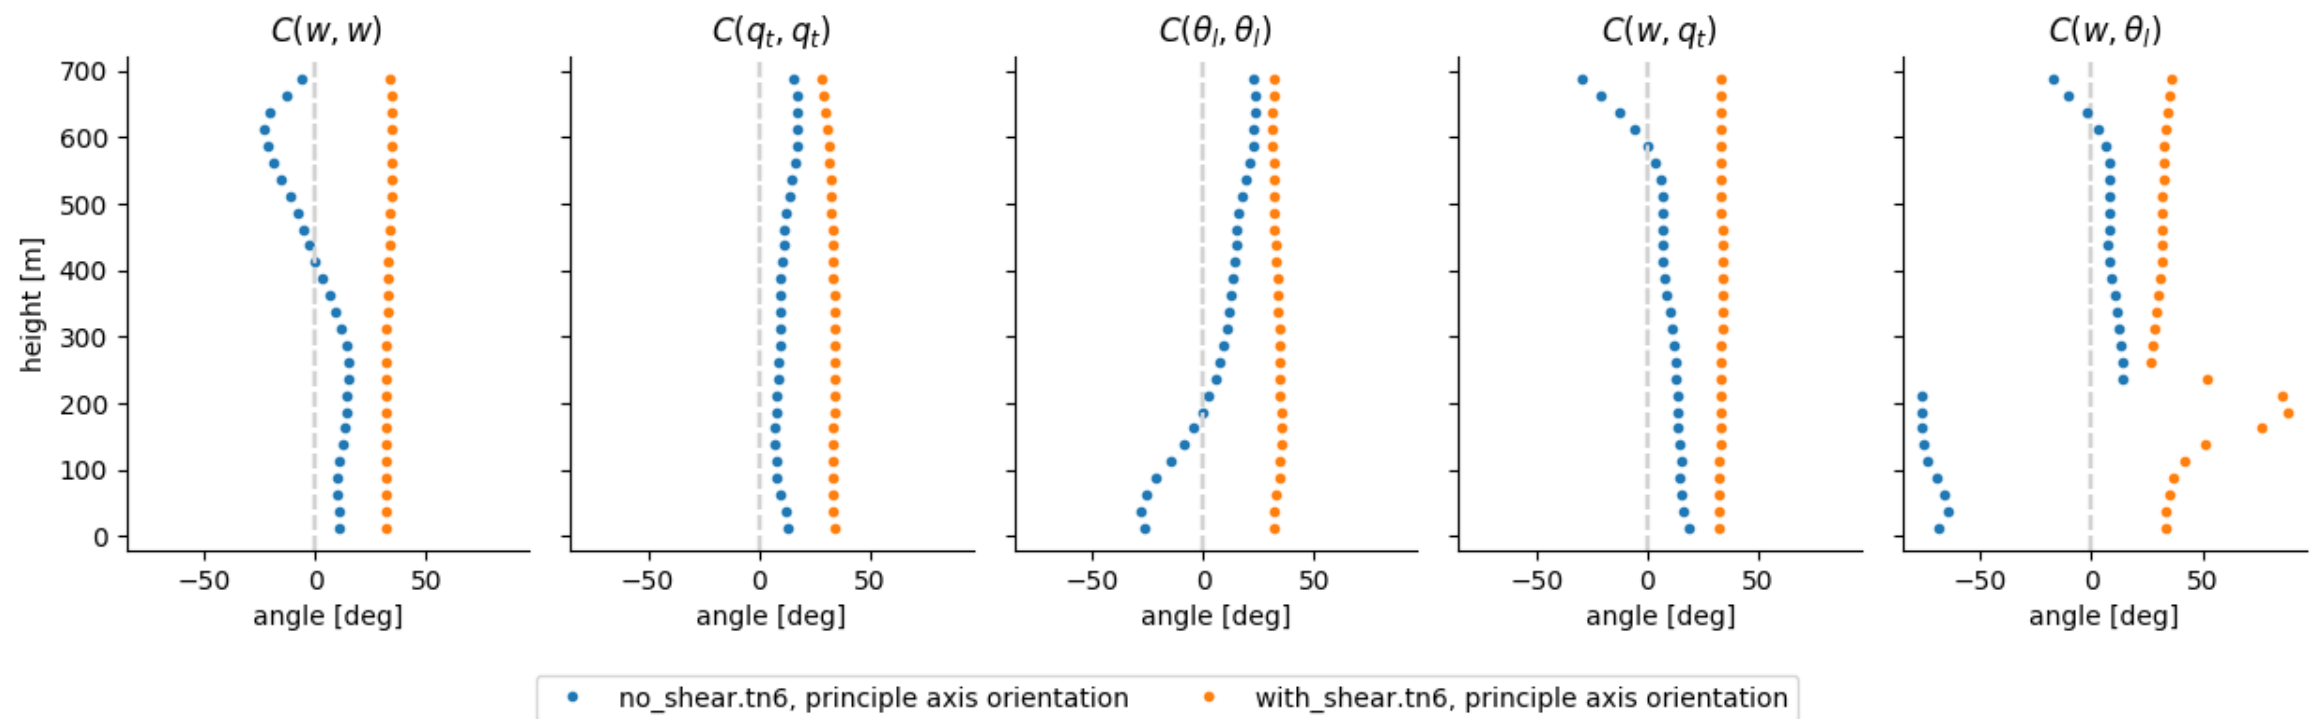 C(w, w) C(q_t, q_t) C(θ_l, θ_l) C(w, q_t) C(w, θ_l)
700
600
500
400
300
200
100
0
height [m]
−50 0 50 −50 0 50 −50 0 50 −50 0 50 −50 0 50
angle [deg] angle [deg] angle [deg] angle [deg] angle [deg]
no_shear.tn6, principle axis orientation with_shear.tn6, principle axis orientation